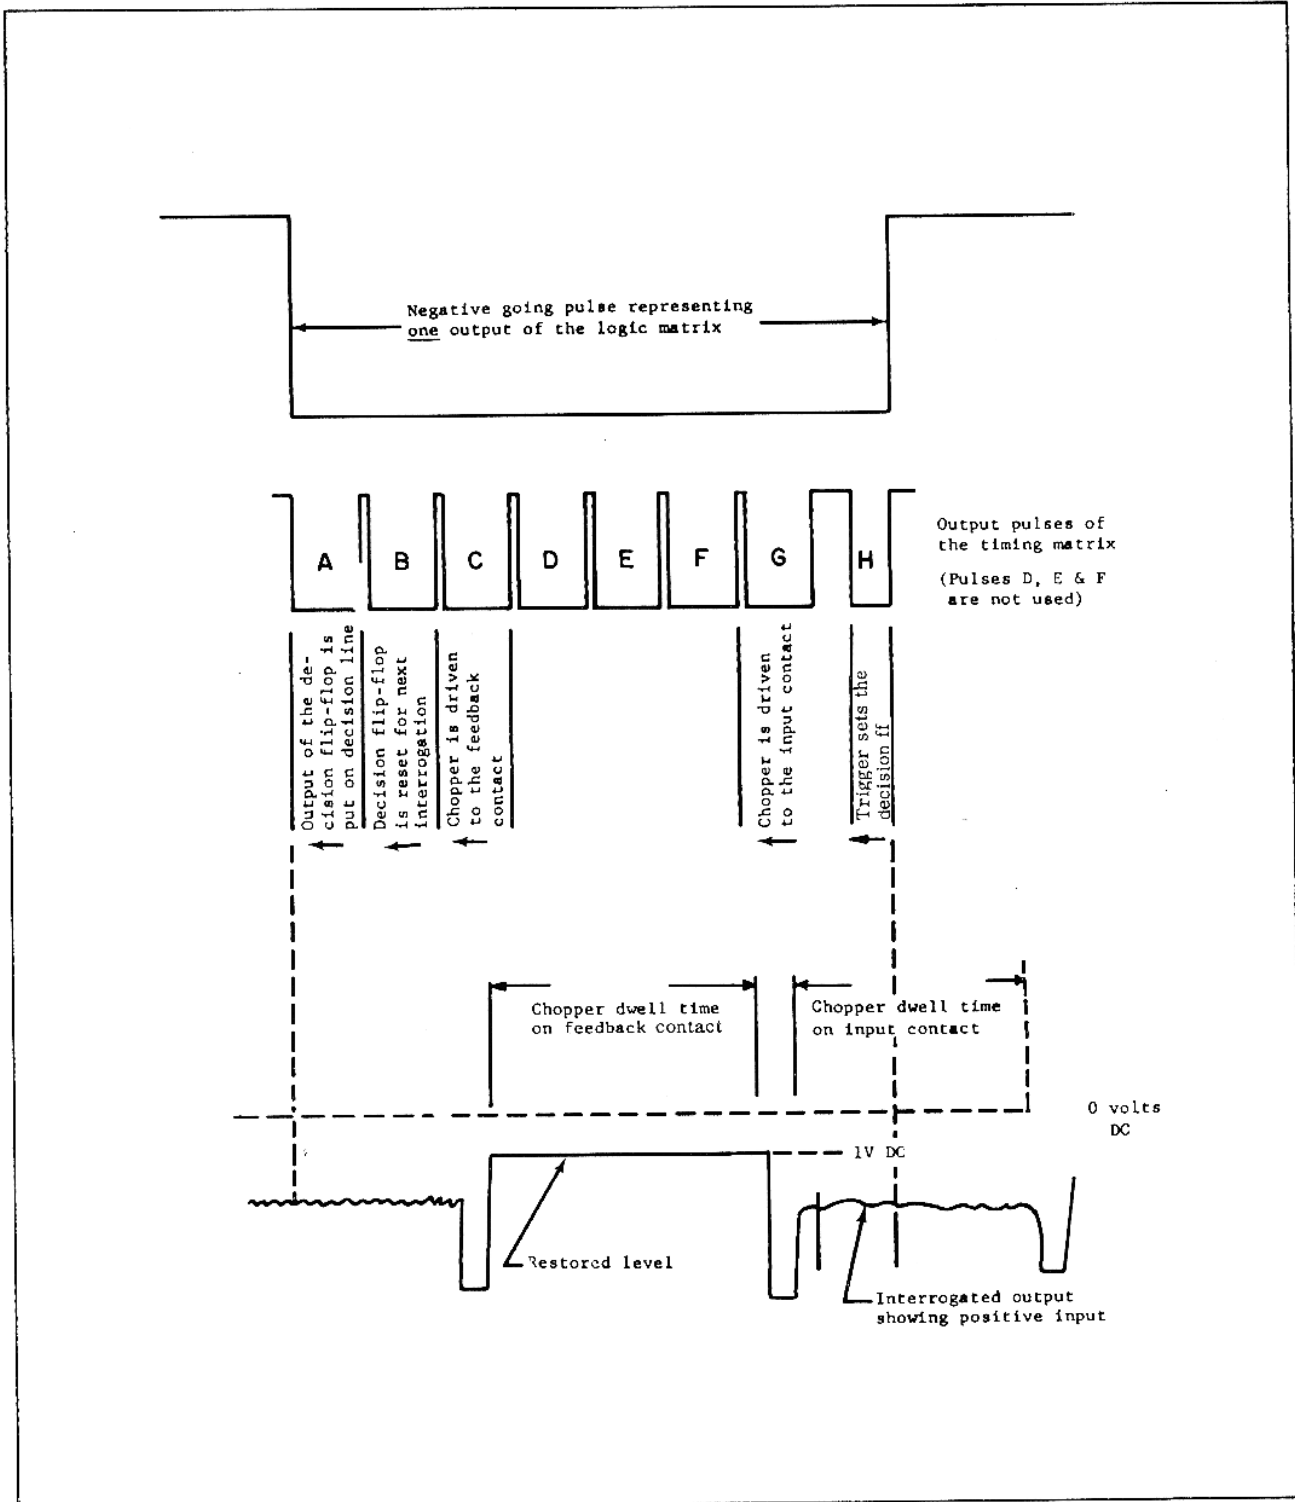 Negative going pulse representing
one output of the logic matrix
A B C D E F G H
Output pulses of
the timing matrix
(Pulses D, E & F
are not used)
Output of the de-
cision flip-flop is
put on decision line
Decision flip-flop
is reset for next
interrogation
Chopper is driven
to the feedback
contact
Chopper is driven
to the input contact
Trigger sets the
decision ff
Chopper dwell time
on feedback contact
Chopper dwell time
on input contact
0 volts
DC
1V DC
Restored level
Interrogated output
showing positive input